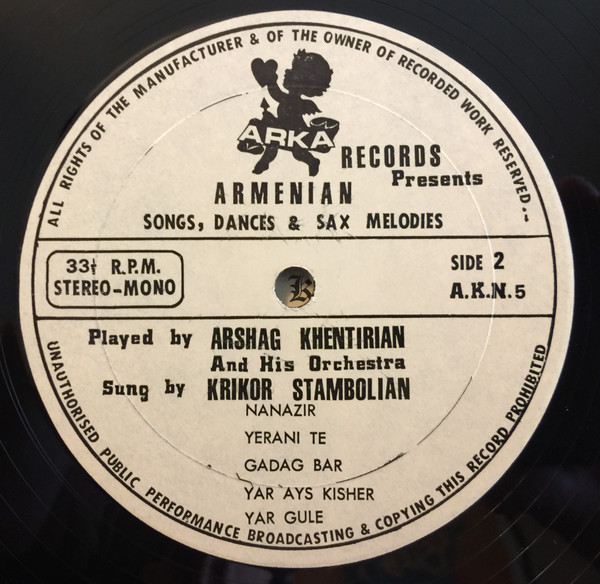 ALL RIGHTS OF THE MANUFACTURER & OF THE OWNER OF RECORDED WORK RESERVED.--
ARKA
RECORDS
Presents
ARMENIAN
SONGS, DANCES & SAX MELODIES
33⅓ R.P.M.
STEREO-MONO
SIDE 2
A.K.N. 5
Played by ARSHAG KHENTIRIAN
And His Orchestra
Sung by KRIKOR STAMBOLIAN
NANAZIR
YERANI TE
GADAG BAR
YAR AYS KISHER
YAR GULE
UNAUTHORISED PUBLIC PERFORMANCE BROADCASTING & COPYING THIS RECORD PROHIBITED